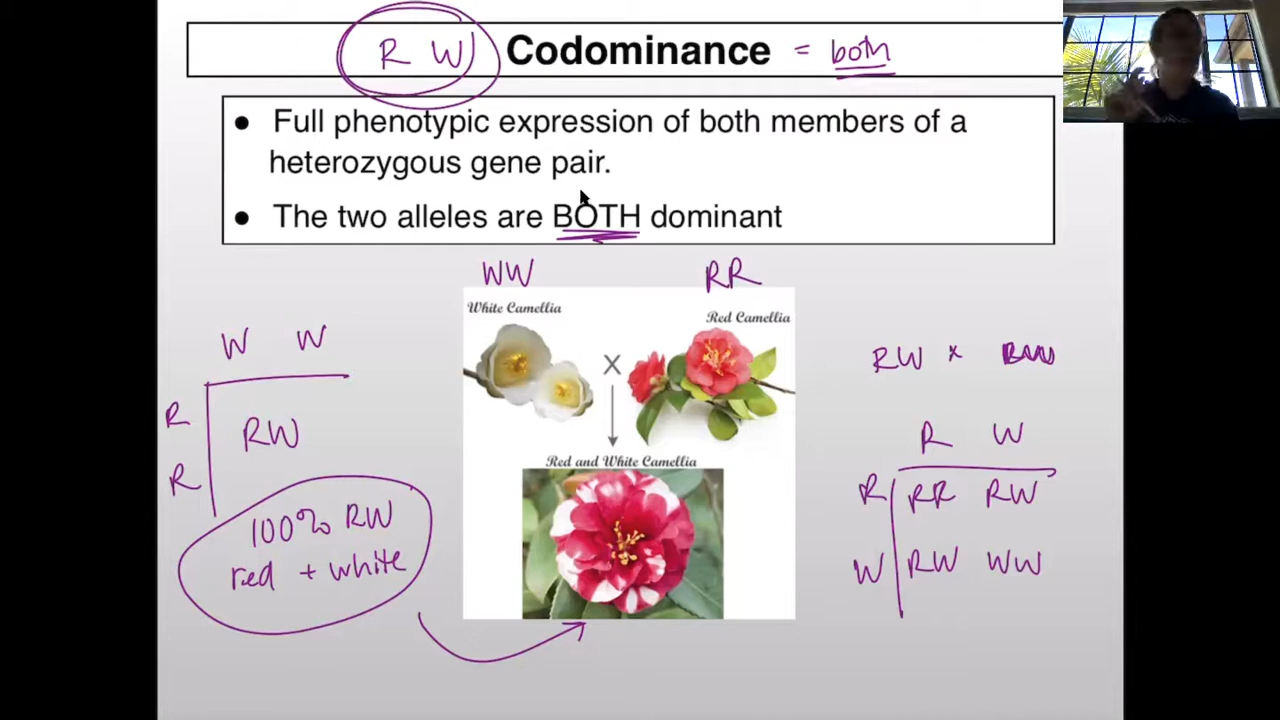 R W Codominance = both
● Full phenotypic expression of both members of a
heterozygous gene pair.
● The two alleles are BOTH dominant
WW RR
White Camellia
Red Camellia
X
Red and White Camellia
W W
R RW
R
100% RW
red + white
RW x
R W
R RR RW
W RW WW